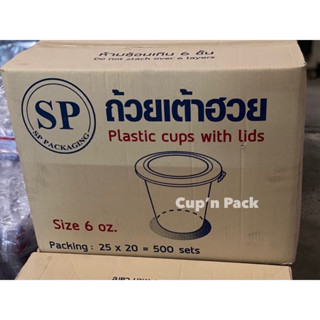 ห้ามซ้อนเกิน 6 ชั้น
Do not stack over 6 layers
SP
SP-PACKAGING
ถ้วยเต้าฮวย
Plastic cups with lids
Cup'n Pack
Size 6 oz.
Packing : 25 x 20 = 500 sets